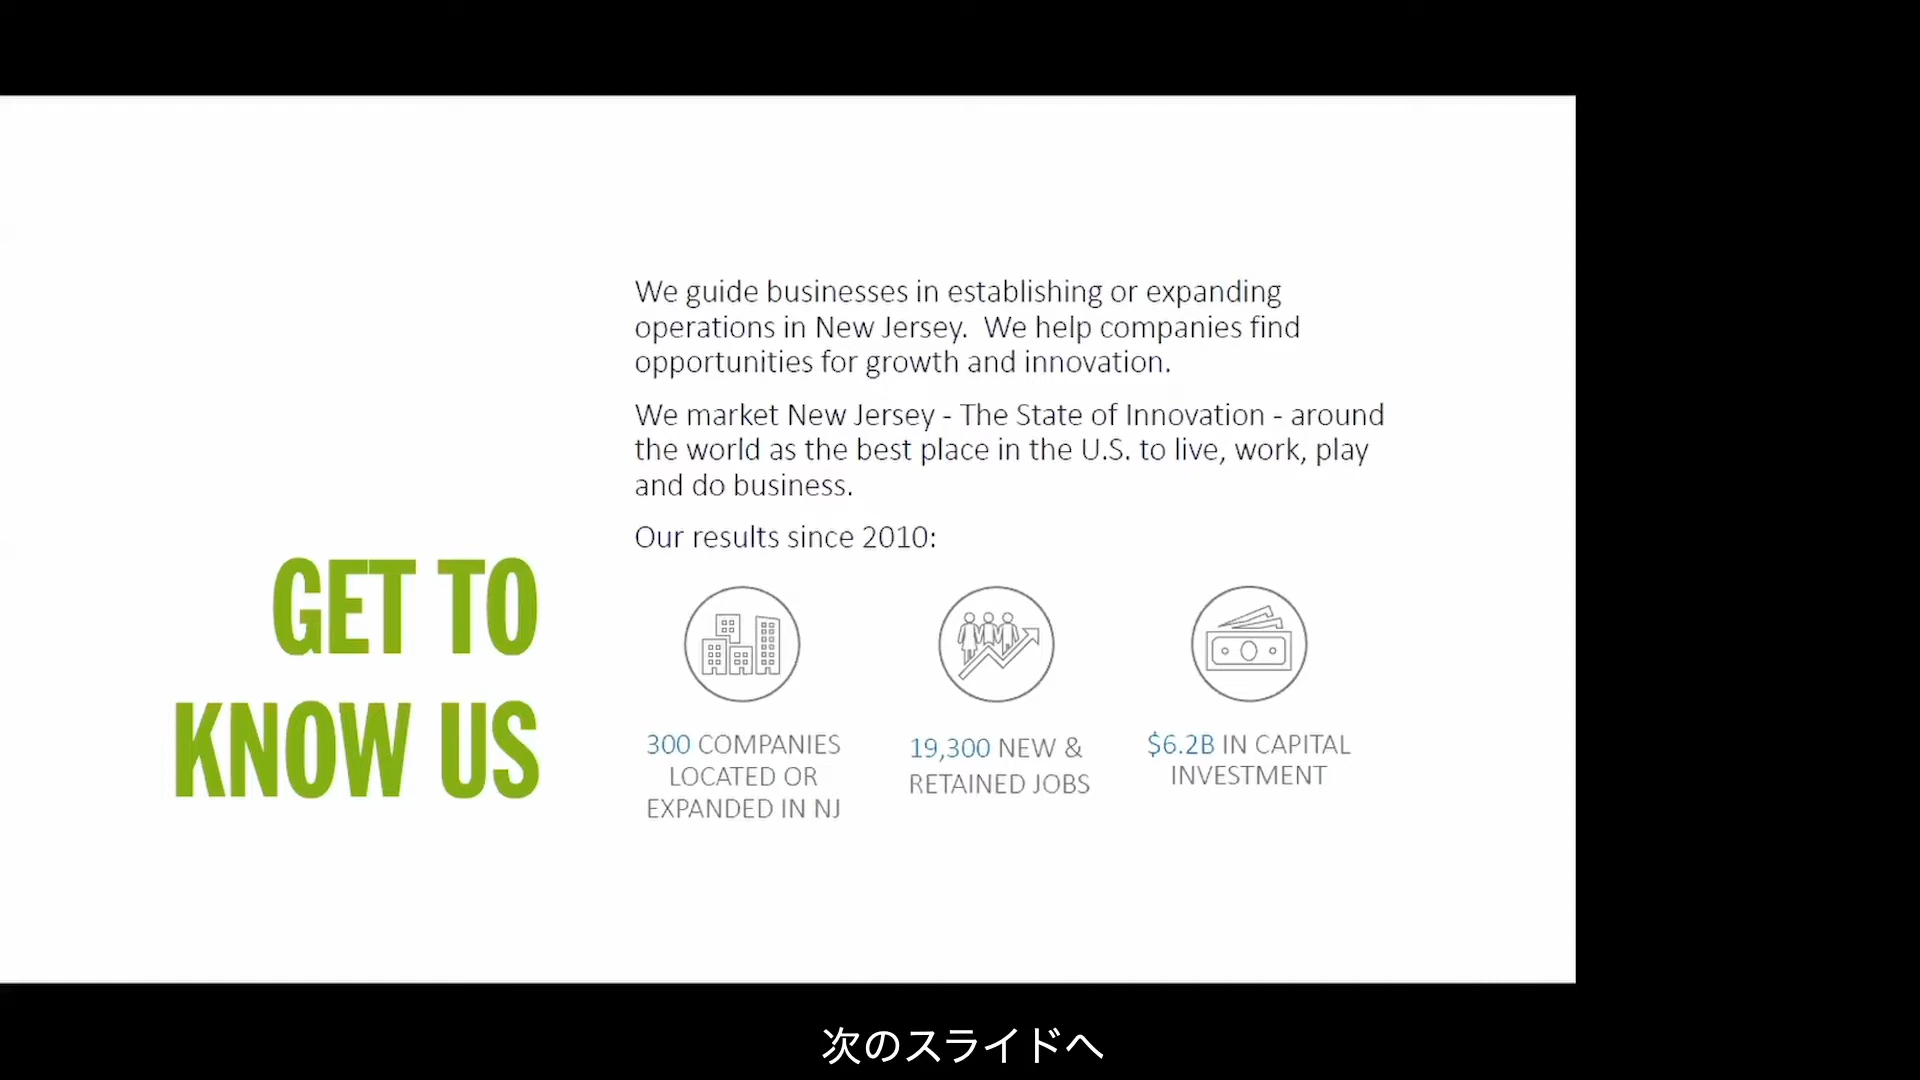 We guide businesses in establishing or expanding
operations in New Jersey.  We help companies find
opportunities for growth and innovation.
We market New Jersey - The State of Innovation - around
the world as the best place in the U.S. to live, work, play
and do business.
Our results since 2010:
GET TO
KNOW US
300 COMPANIES
LOCATED OR
EXPANDED IN NJ
19,300 NEW &
RETAINED JOBS
$6.2B IN CAPITAL
INVESTMENT
次のスライドへ